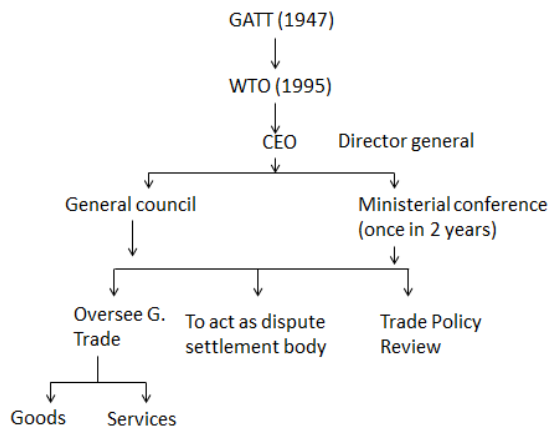 GATT (1947)
WTO (1995)
CEO
Director general
General council
Ministerial conference
(once in 2 years)
Oversee G.
Trade
To act as dispute
settlement body
Trade Policy
Review
Goods
Services